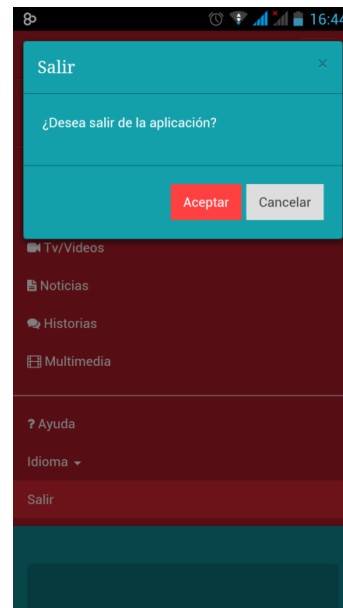 16:44
Salir
×
¿Desea salir de la aplicación?
Aceptar Cancelar
Tv/Videos
Noticias
Historias
Multimedia
? Ayuda
Idioma
Salir